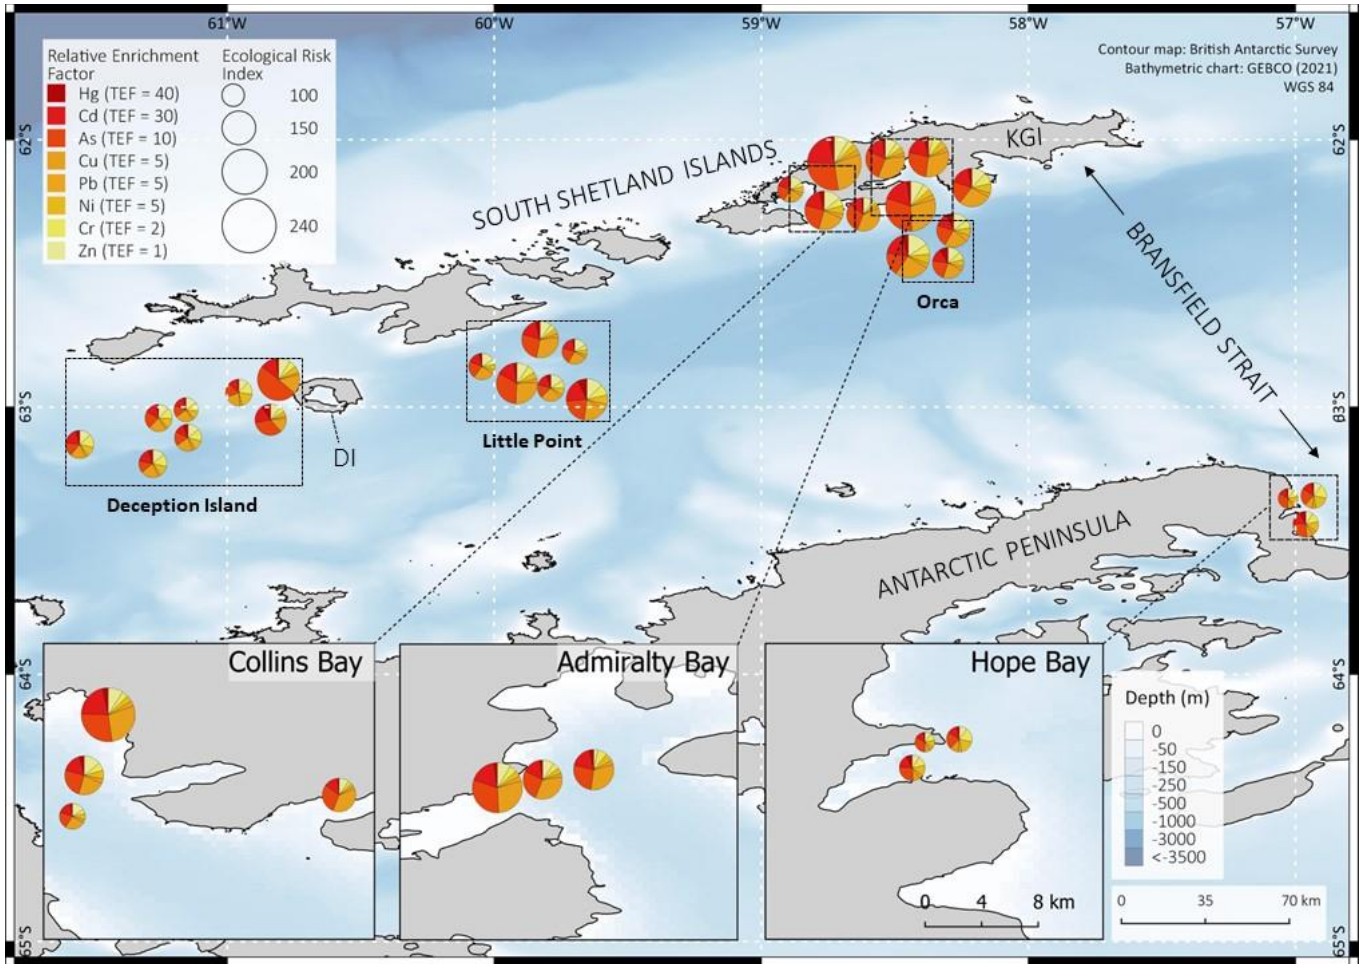 61°W 60°W 59°W 58°W 57°W
Relative Enrichment
Factor
Hg (TEF = 40)
Cd (TEF = 30)
As (TEF = 10)
Cu (TEF = 5)
Pb (TEF = 5)
Ni (TEF = 5)
Cr (TEF = 2)
Zn (TEF = 1)
Ecological Risk
Index
100
150
200
240
Contour map: British Antarctic Survey
Bathymetric chart: GEBCO (2021)
WGS 84
62°S
62°S
KGI
SOUTH SHETLAND ISLANDS
BRANSFIELD STRAIT
Orca
63°S
63°S
Little Point
DI
Deception Island
ANTARCTIC PENINSULA
64°S
64°S
Collins Bay
Admiralty Bay
Hope Bay
0 4 8 km
Depth (m)
0
-50
-150
-250
-500
-1000
-3000
<-3500
0 35 70 km
65°S
65°S